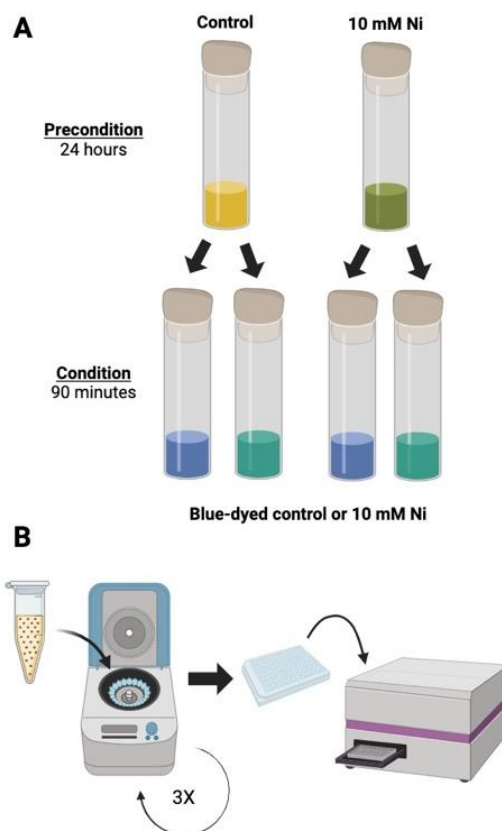 A
Control
10 mM Ni
Precondition
24 hours
Condition
90 minutes
Blue-dyed control or 10 mM Ni
B
3X